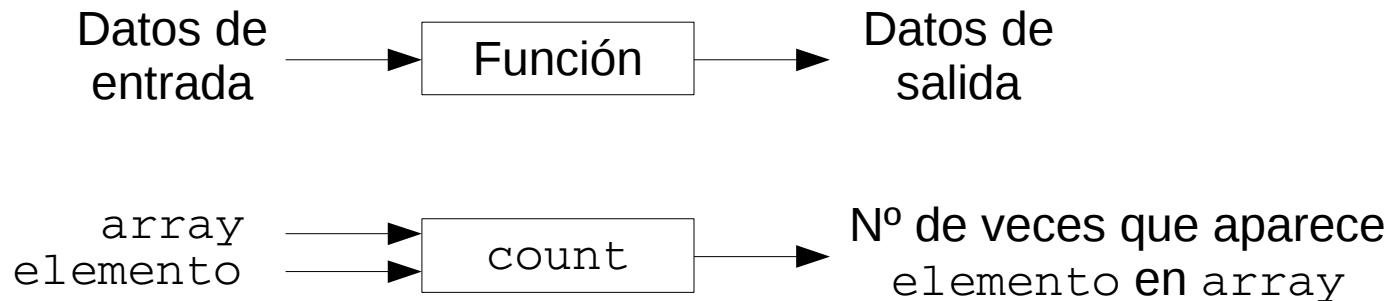 Datos de
entrada
Función
Datos de
salida
array
elemento
count
Nº de veces que aparece
elemento en array